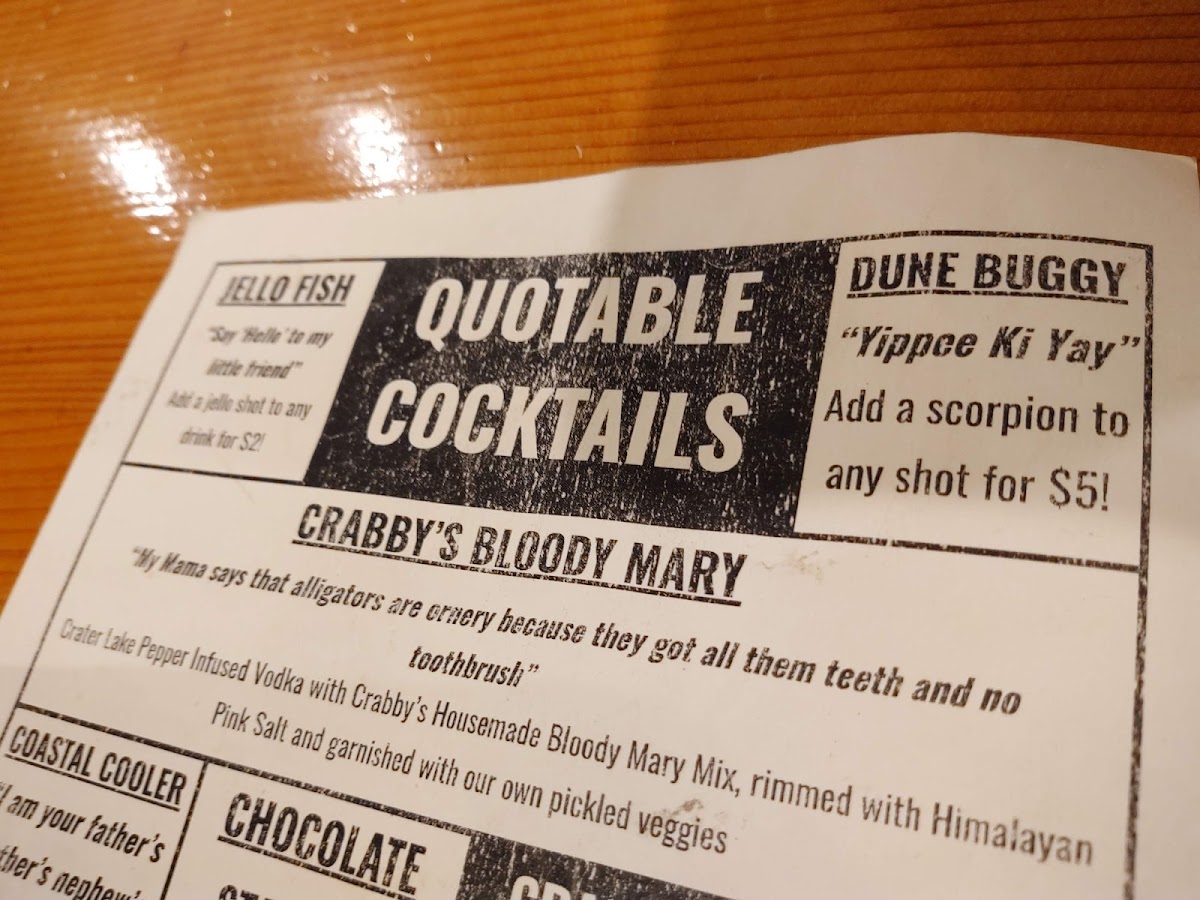 JELLO FISH
"Say 'Hello' to my
little friend"
Add a jello shot to any
drink for $2!
QUOTABLE
COCKTAILS
DUNE BUGGY
"Yippee Ki Yay"
Add a scorpion to
any shot for $5!
CRABBY'S BLOODY MARY
"My Mama says that alligators are ornery because they got all them teeth and no
toothbrush"
Crater Lake Pepper Infused Vodka with Crabby's Housemade Bloody Mary Mix, rimmed with Himalayan
Pink Salt and garnished with our own pickled veggies
COASTAL COOLER
"I am your father's
nephew's
CHOCOLATE